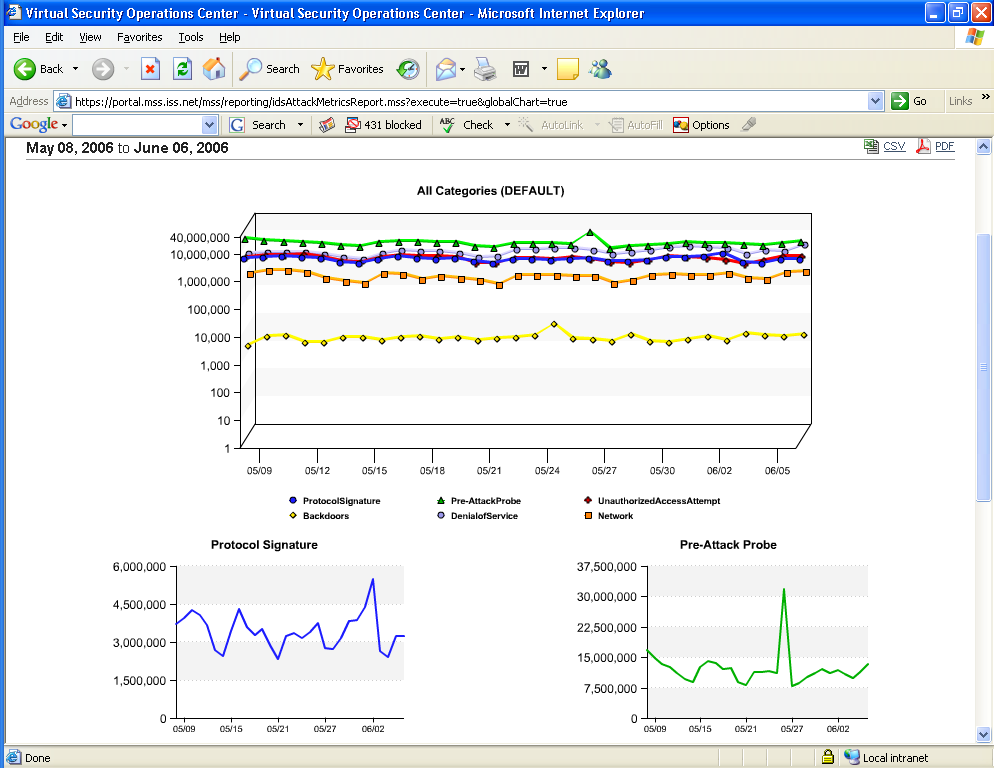 Virtual Security Operations Center - Virtual Security Operations Center - Microsoft Internet Explorer
File Edit View Favorites Tools Help
Back Search Favorites
Address https://portal.mss.iss.net/mss/reporting/idsAttackMetricsReport.mss?execute=true&globalChart=true Go Links »
Google G Search 431 blocked ABC Check AutoLink AutoFill Options
May 08, 2006 to June 06, 2006 CSV PDF
All Categories (DEFAULT)
40,000,000
10,000,000
1,000,000
100,000
10,000
1,000
100
10
1
05/09 05/12 05/15 05/18 05/21 05/24 05/27 05/30 06/02 06/05
ProtocolSignature Pre-AttackProbe UnauthorizedAccessAttempt
Backdoors DenialofService Network
Protocol Signature Pre-Attack Probe
6,000,000 37,500,000
4,500,000 30,000,000
3,000,000 22,500,000
1,500,000 15,000,000
0 7,500,000
0
05/09 05/15 05/21 05/27 06/02 05/09 05/15 05/21 05/27 06/02
Done Local intranet